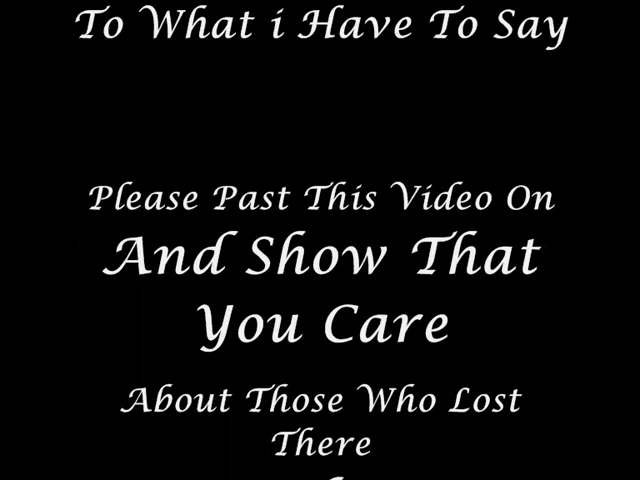 To What i Have To Say
Please Past This Video On
And Show That
You Care
About Those Who Lost
There